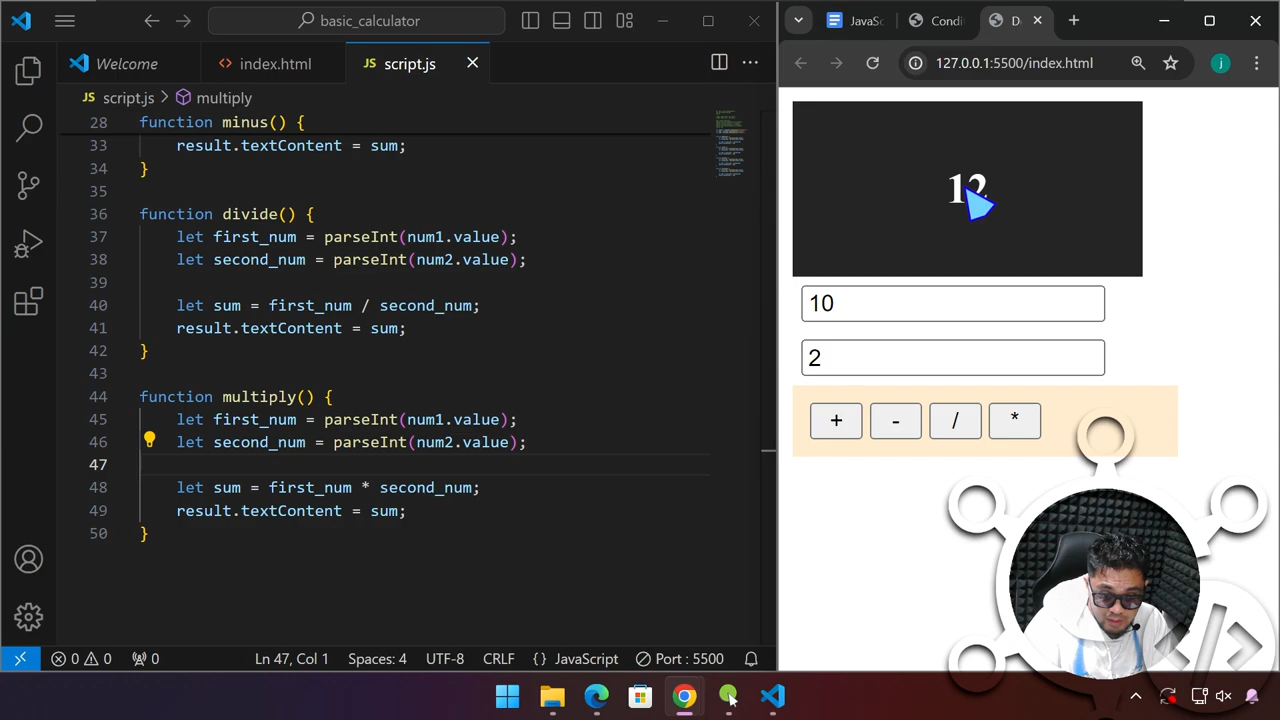 basic_calculator
Welcome
index.html
JS script.js
JS script.js > multiply
28 function minus() {
33 result.textContent = sum;
34 }
35
36 function divide() {
37 let first_num = parseInt(num1.value);
38 let second_num = parseInt(num2.value);
39
40 let sum = first_num / second_num;
41 result.textContent = sum;
42 }
43
44 function multiply() {
45 let first_num = parseInt(num1.value);
46 let second_num = parseInt(num2.value);
47
48 let sum = first_num * second_num;
49 result.textContent = sum;
50 }
0 0 0 Ln 47, Col 1 Spaces: 4 UTF-8 CRLF {} JavaScript Port : 5500
JavaSc
Condi
D
127.0.0.1:5500/index.html
j
12
10
2
+ - / *